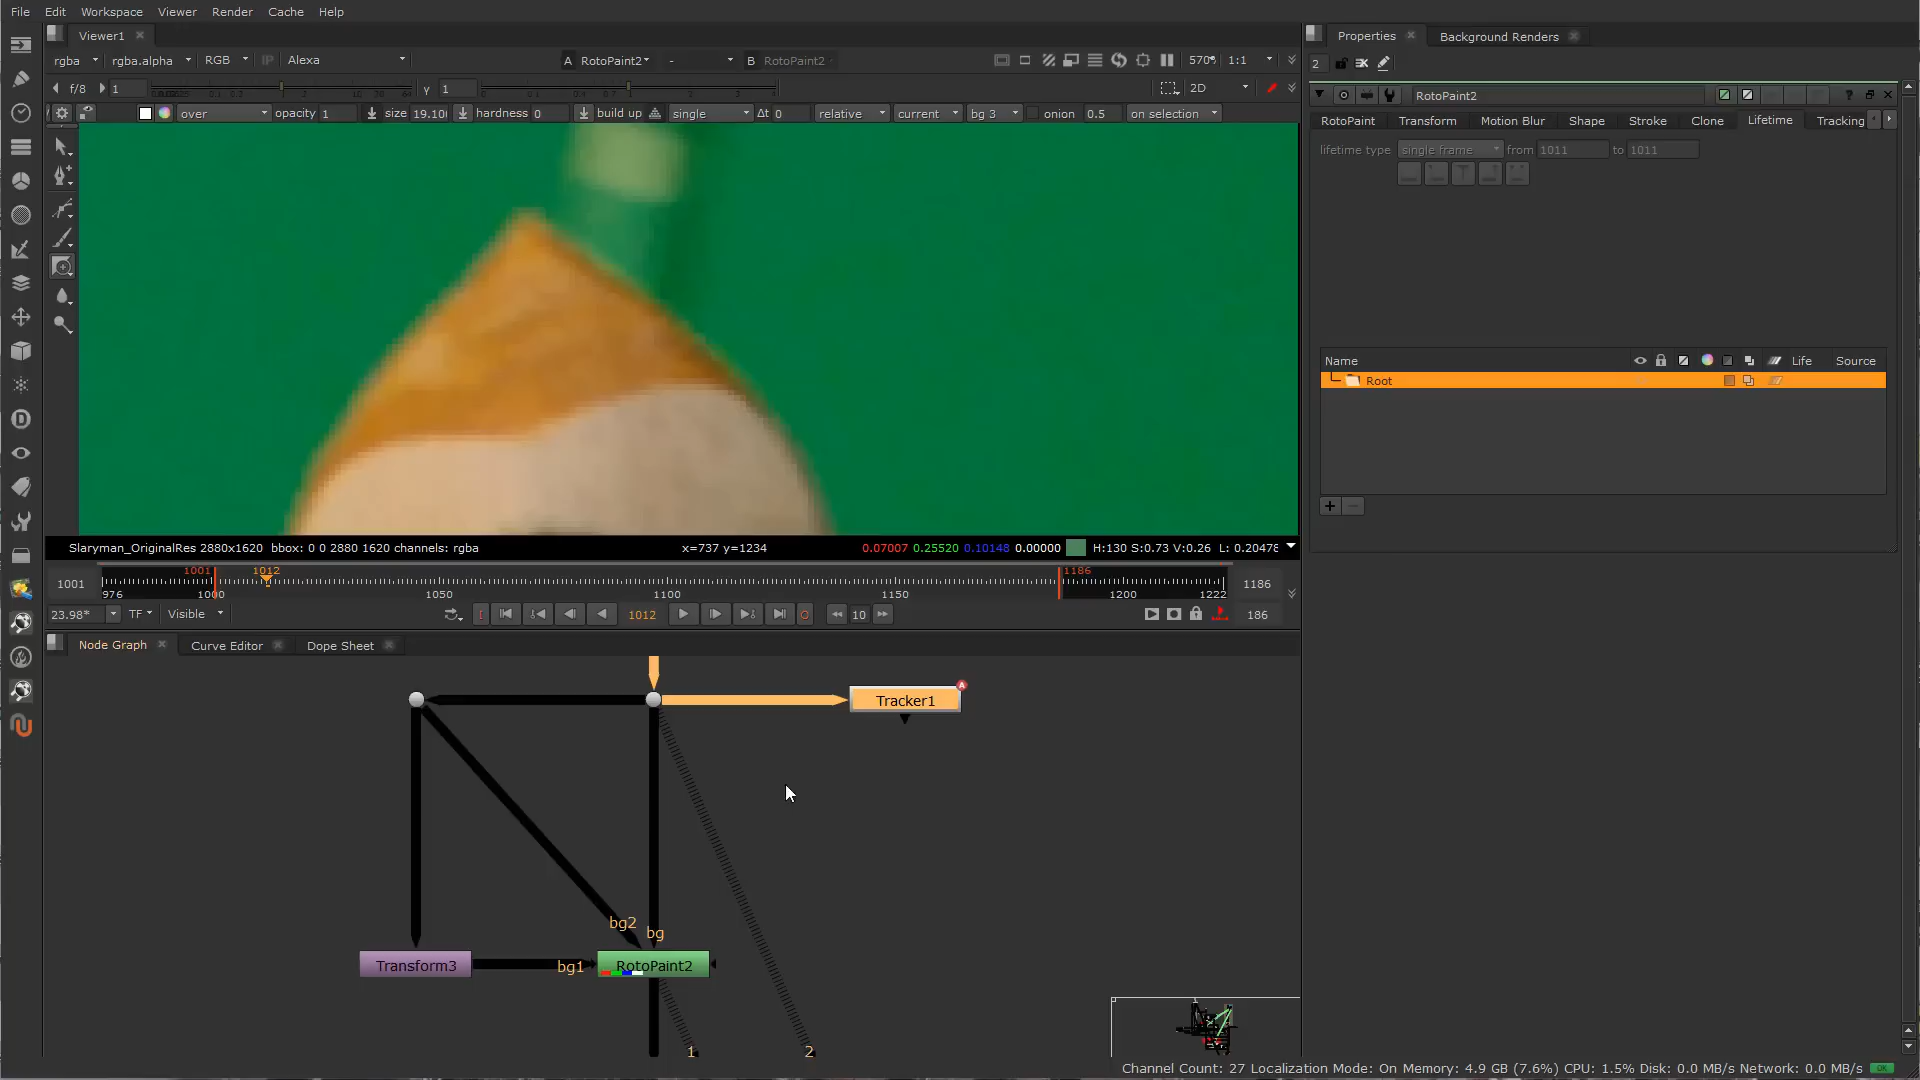 File Edit Workspace Viewer Render Cache Help
Viewer1
rgba rgba.alpha RGB IP Alexa A RotoPaint2 - B RotoPaint2 570% 1:1
f/8 1 γ 1 2D
over opacity 1 size 19.10 hardness 0 build up single Δt 0 relative current bg 3 onion 0.5 on selection
Slaryman_OriginalRes 2880x1620 bbox: 0 0 2880 1620 channels: rgba x=737 y=1234 0.07007 0.25520 0.10148 0.00000 H:130 S:0.73 V:0.26 L: 0.20478
1001 1012 1186
1001 1186
976 1000 1050 1100 1150 1200 1222
23.98* TF Visible 1012 10 186
Node Graph Curve Editor Dope Sheet
Tracker1
bg2
bg
Transform3 bg1 RotoPaint2
1 2
Properties Background Renders
2
RotoPaint2 ?
RotoPaint Transform Motion Blur Shape Stroke Clone Lifetime Tracking
lifetime type single frame from 1011 to 1011
Name Life Source
Root
+ -
Channel Count: 27 Localization Mode: On Memory: 4.9 GB (7.6%) CPU: 1.5% Disk: 0.0 MB/s Network: 0.0 MB/s OK